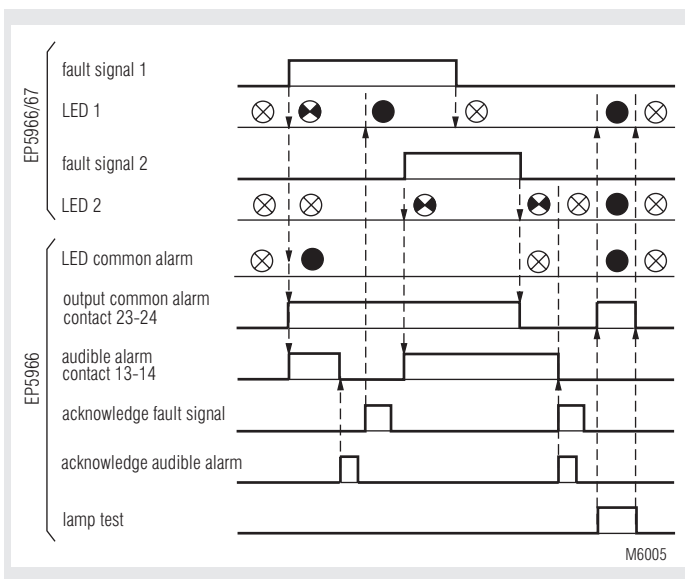 EP5966/67
fault signal 1
LED 1
fault signal 2
LED 2
EP5966
LED common alarm
output common alarm
contact 23-24
audible alarm
contact 13-14
acknowledge fault signal
acknowledge audible alarm
lamp test
M6005